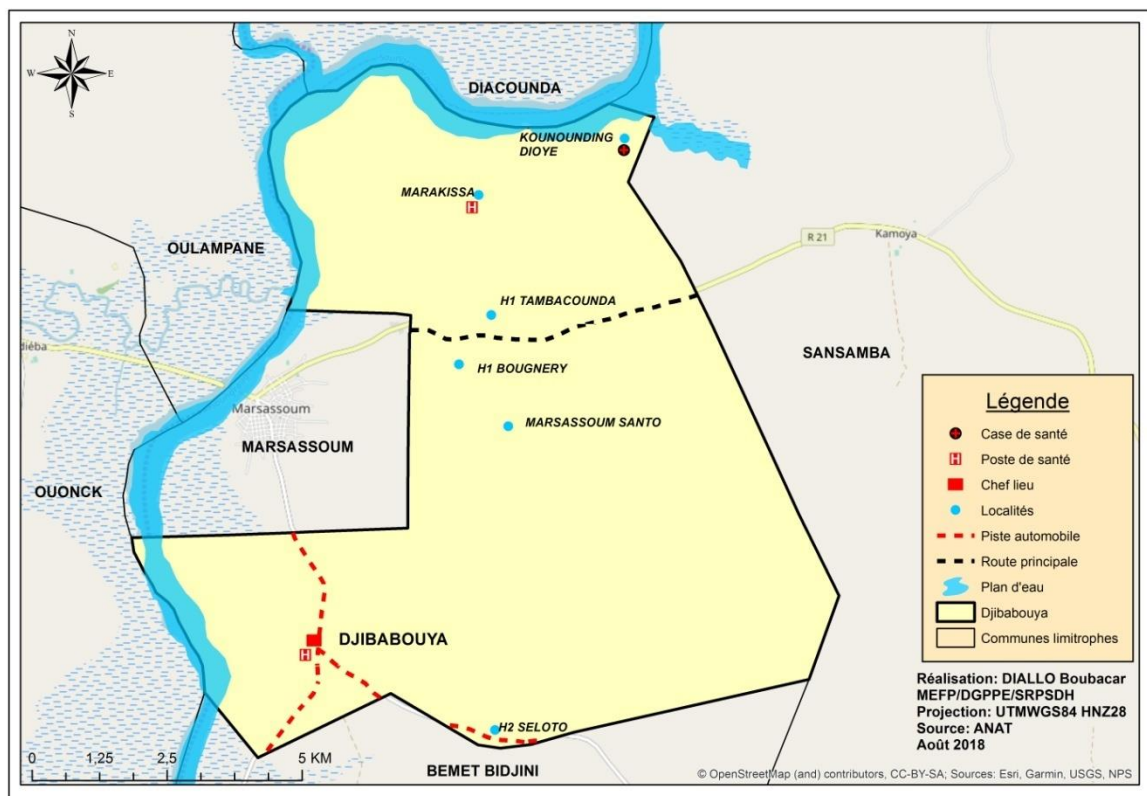 N
W
E
S
DIACOUNDA
KOUNOUNDING
DIOYE
MARAKISSA
H
OULAMPANE
R 21
Kamoya
H1 TAMBACOUNDA
SANSAMBA
H1 BOUGNERY
Marsassoum
MARSASSOUM SANTO
MARSASSOUM
OUONCK
DJIBABOUYA
H
H2 SELOTO
BEMET BIDJINI
0 1,25 2,5 5 KM
Légende
Case de santé
H Poste de santé
Chef lieu
Localités
Piste automobile
Route principale
Plan d'eau
Djibabouya
Communes limitrophes
Réalisation: DIALLO Boubacar
MEFP/DGPPE/SRPSDH
Projection: UTMWGS84 HNZ28
Source: ANAT
Août 2018
© OpenStreetMap (and) contributors, CC-BY-SA; Sources: Esri, Garmin, USGS, NPS